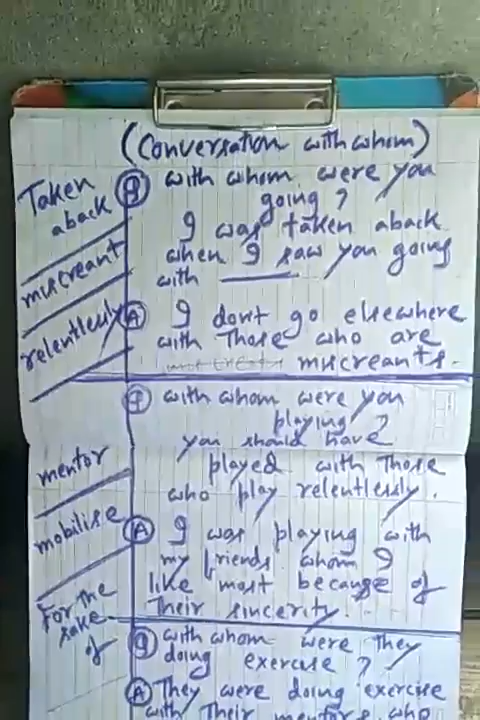 (Conversation with whom)
Taken aback
miscreant
relentlessly
Q with whom were you
going?
I was taken aback
when I saw you going
with ———
A I dont go elsewhere
with Those who are
miscreants.
Q with whom were you
playing?
you should have
played with Those
who play relentlessly.
mentor
mobilise
For the sake of
A I was playing with
my friends whom I
like most because of
Their sincerity.
Q with whom were They
doing exercise?
A They were doing exercise
with Their mentors who